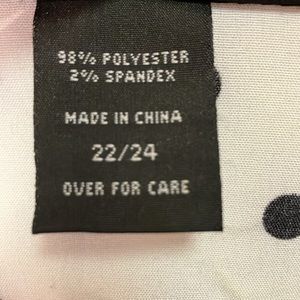 98% POLYESTER
2% SPANDEX
MADE IN CHINA
22/24
OVER FOR CARE